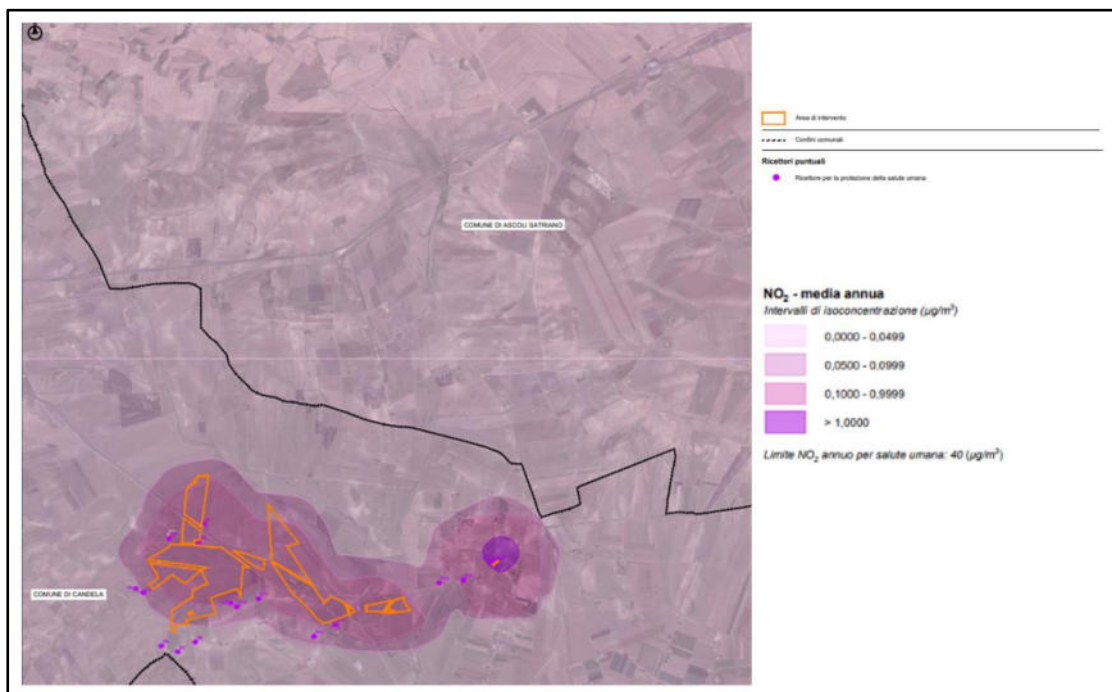 Area di intervento
Confini comunali
Ricettori puntuali
Ricettore per la protezione della salute umana
COMUNE DI ASCOLI SATRIANO
NO₂ - media annua
Intervalli di isoconcentrazione (µg/m³)
0,0000 - 0,0499
0,0500 - 0,0999
0,1000 - 0,9999
> 1,0000
Limite NO₂ annuo per salute umana: 40 (µg/m³)
COMUNE DI CANDELA